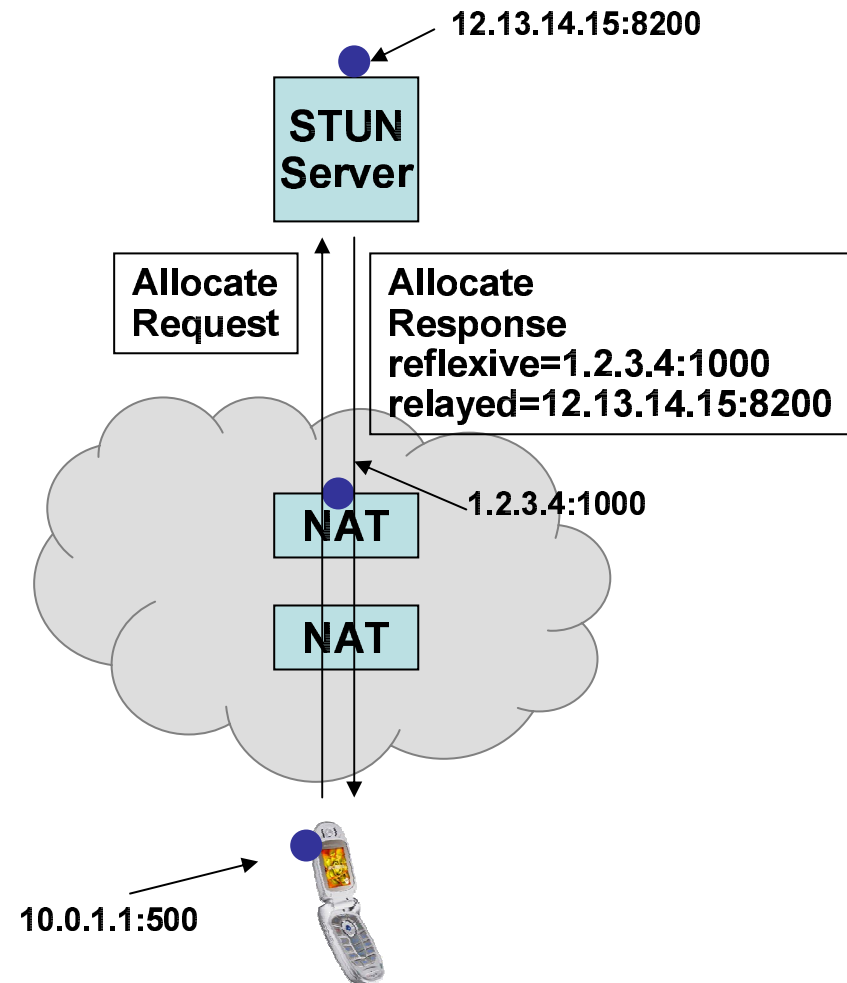 12.13.14.15:8200
STUN
Server
Allocate
Request
Allocate
Response
reflexive=1.2.3.4:1000
relayed=12.13.14.15:8200
NAT
1.2.3.4:1000
NAT
10.0.1.1:500